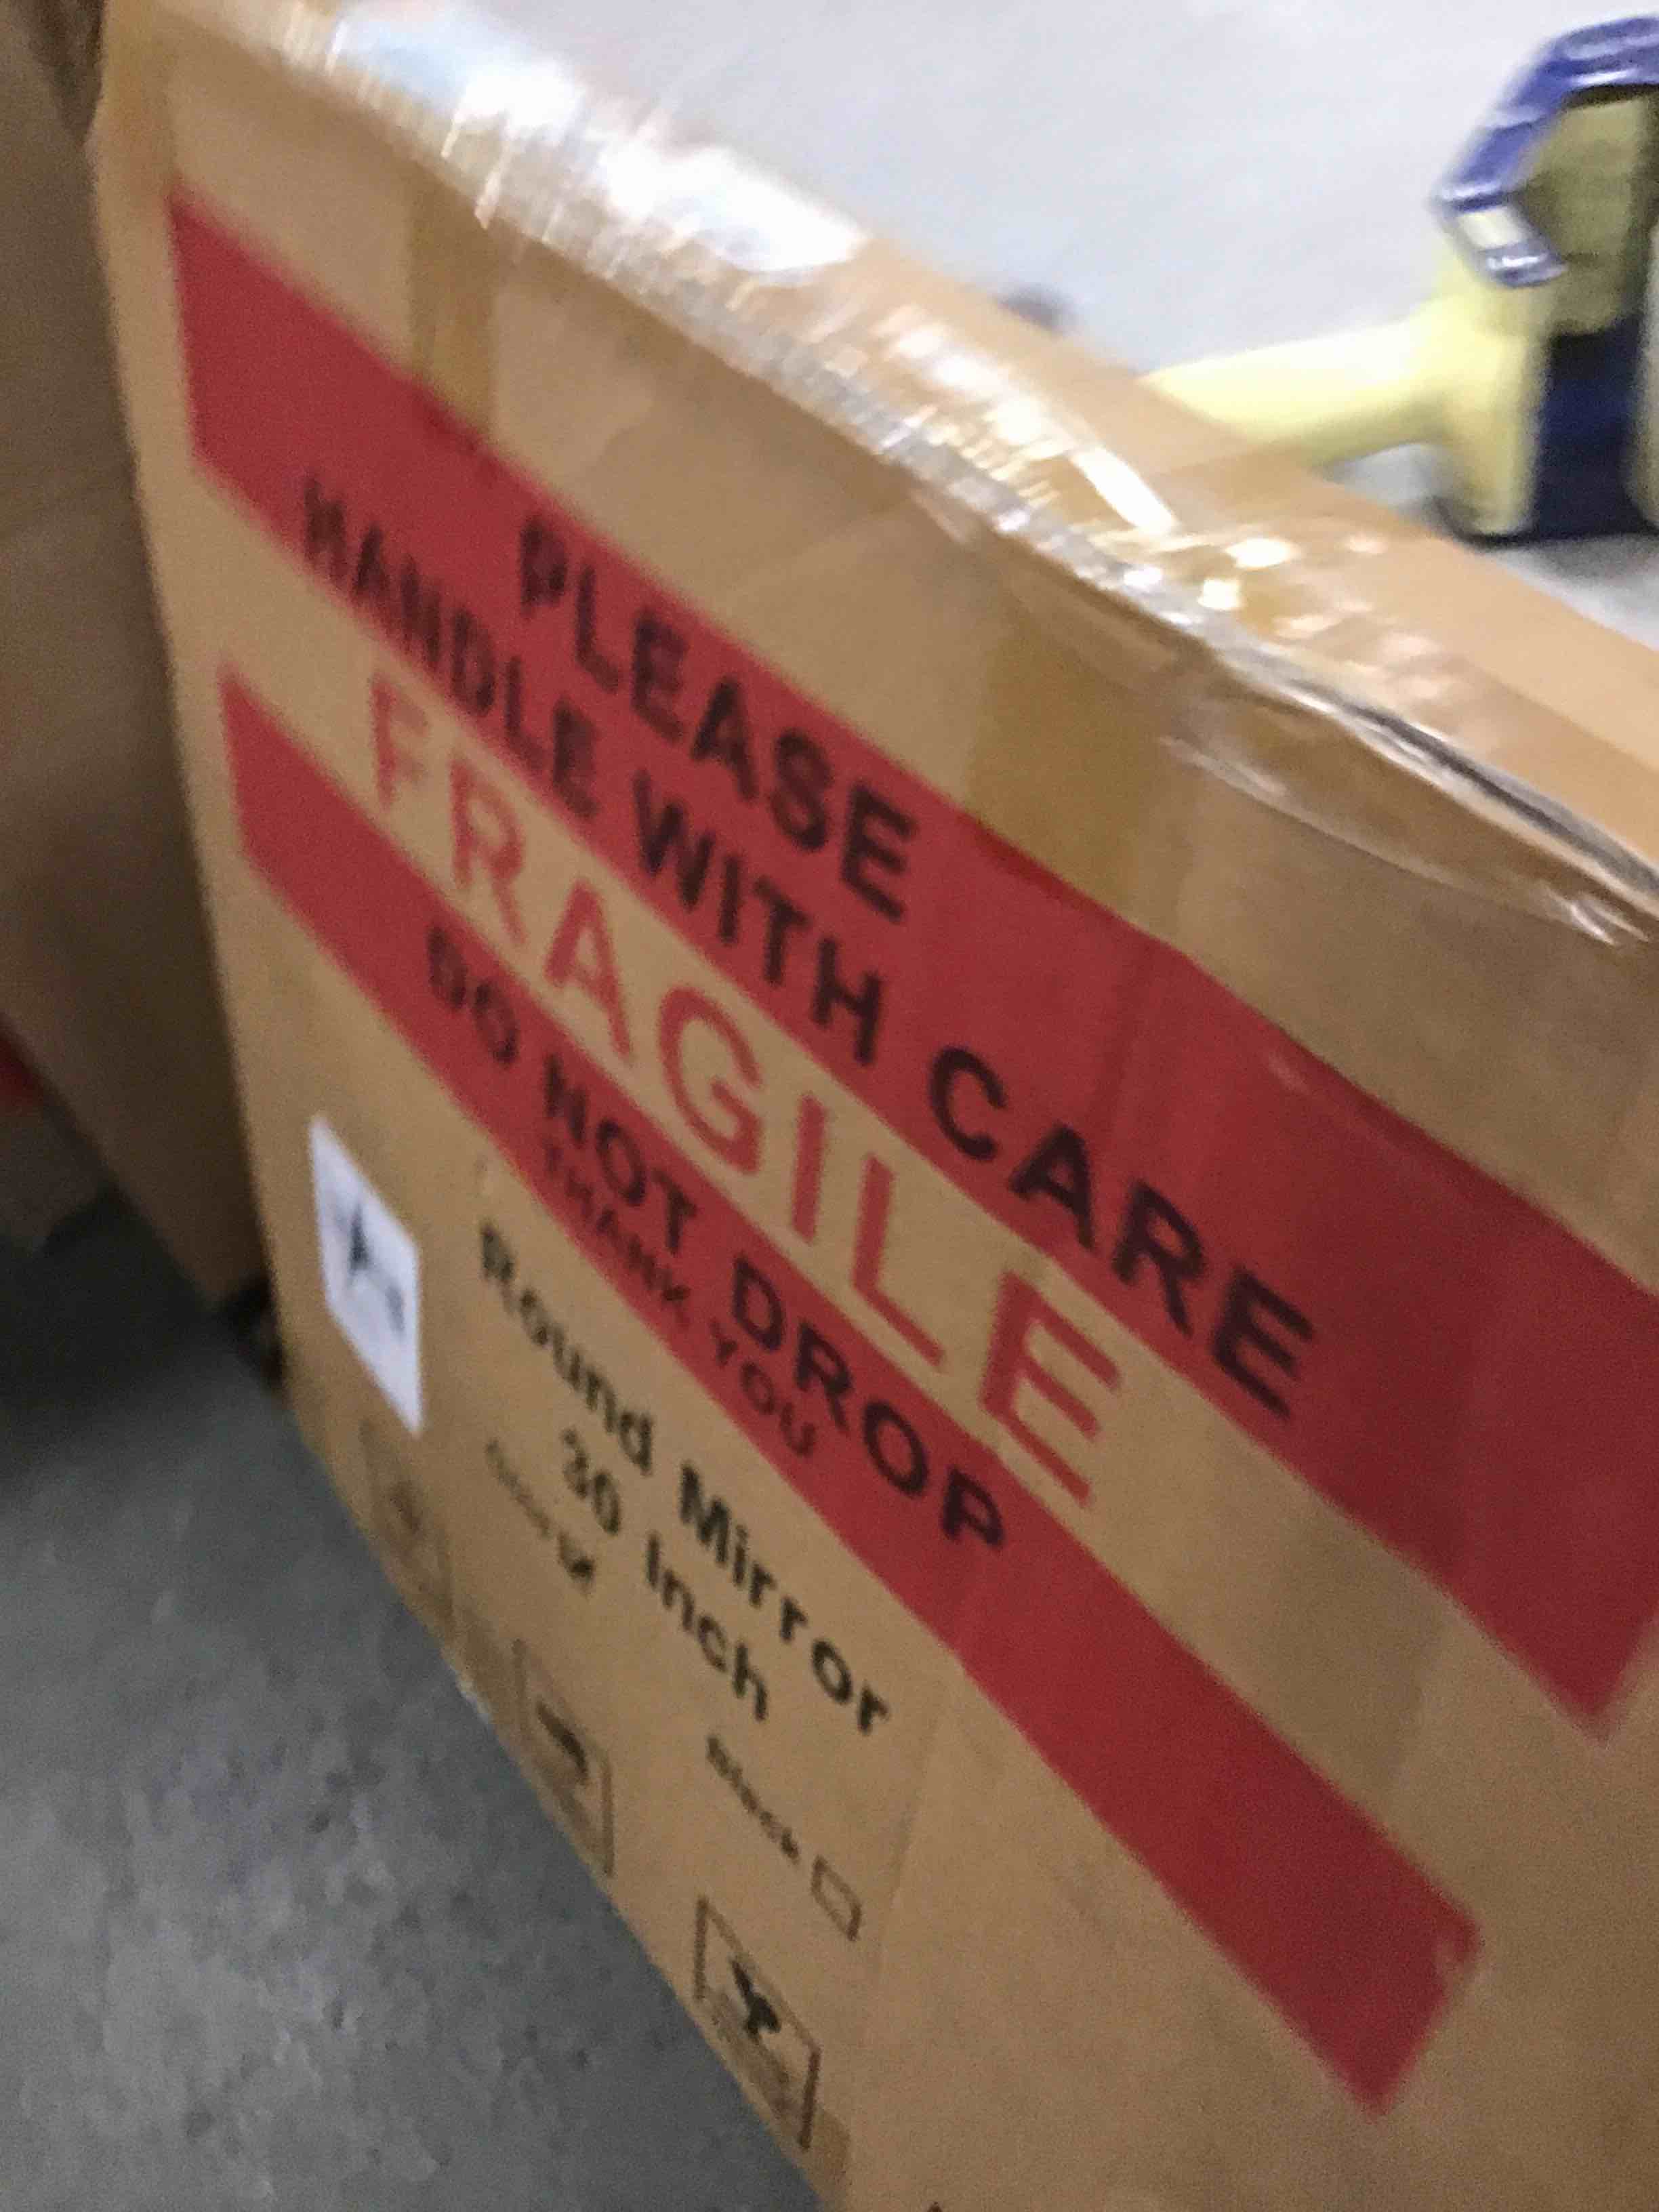 PLEASE
HANDLE WITH CARE
FRAGILE
DO NOT DROP
THANK YOU
Round Mirror
30 Inch
Black